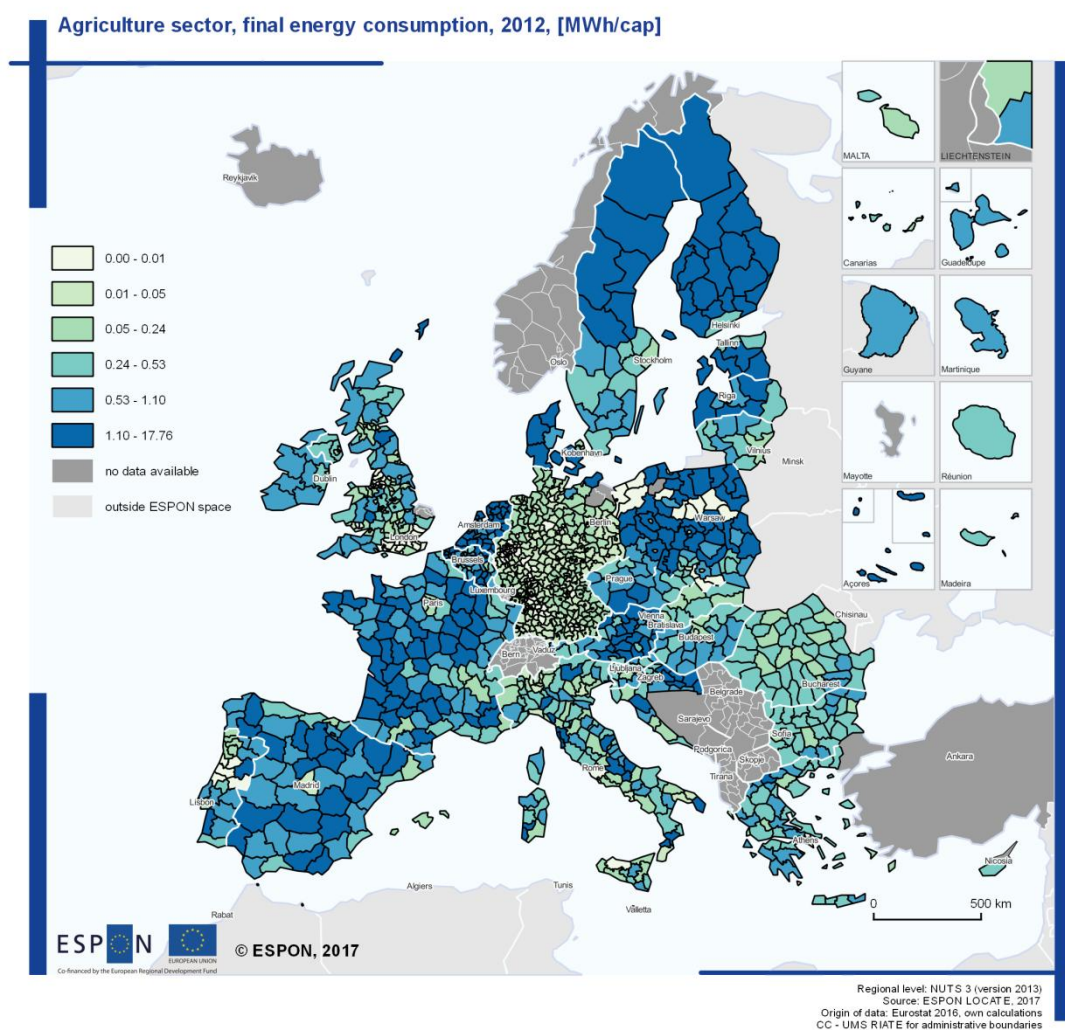 Agriculture sector, final energy consumption, 2012, [MWh/cap]
MALTA
LIECHTENSTEIN
Canarias
Guadeloupe
Guyane
Martinique
Mayotte
Réunion
Açores
Madeira
0.00 - 0.01
0.01 - 0.05
0.05 - 0.24
0.24 - 0.53
0.53 - 1.10
1.10 - 17.76
no data available
outside ESPON space
Reykjavik
Oslo
Helsinki
Tallinn
Stockholm
Riga
Kobenhavn
Vilnius
Minsk
Dublin
Berlin
Warsaw
Amsterdam
London
Brussels
Prague
Luxembourg
Paris
Vienna
Bratislava
Chisinau
Budapest
Bern
Vaduz
Ljubljana
Zagreb
Bucharest
Belgrade
Sarajevo
Sofia
Podgorica
Skopje
Rome
Tirana
Ankara
Madrid
Lisbon
Athens
Nicosia
Algiers
Tunis
Rabat
Valletta
0 500 km
ESPON
EUROPEAN UNION
Co-financed by the European Regional Development Fund
© ESPON, 2017
Regional level: NUTS 3 (version 2013)
Source: ESPON LOCATE, 2017
Origin of data: Eurostat 2016, own calculations
CC - UMS RIATE for administrative boundaries